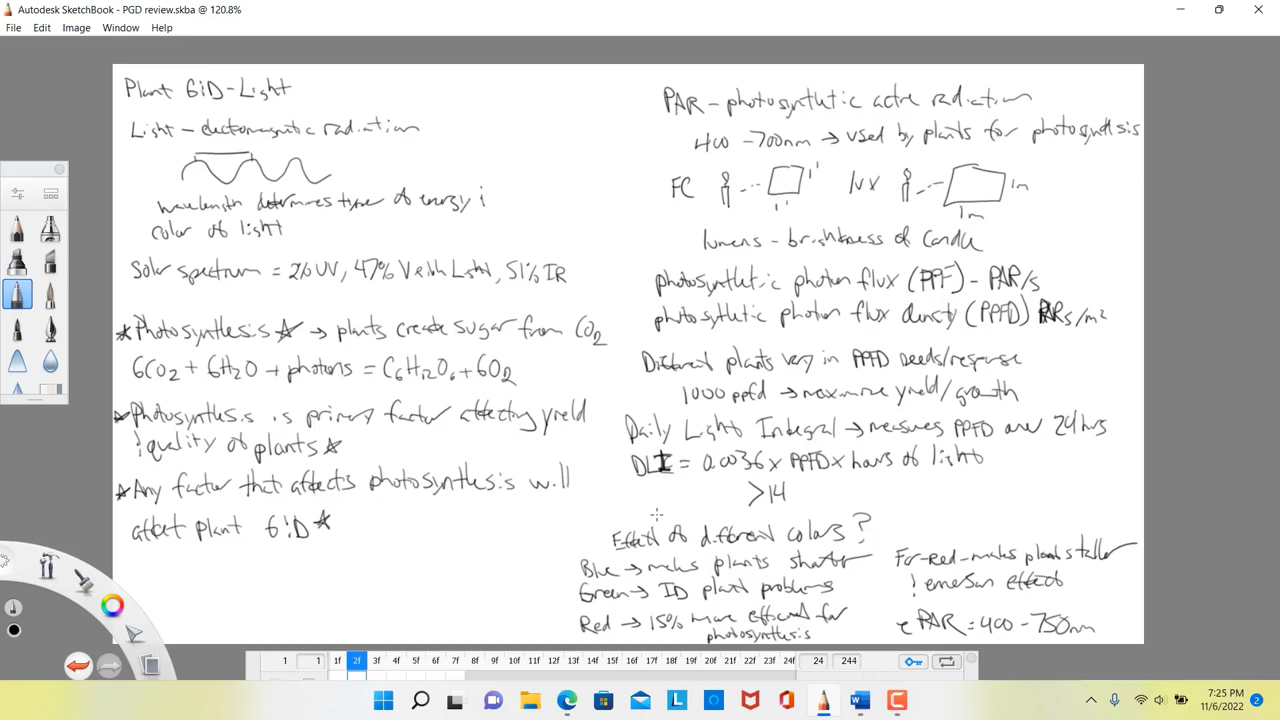 Autodesk SketchBook - PGD review.skba @ 120.8%
File Edit Image Window Help
Plant G&D - Light
Light - electromagnetic radiation
wavelength determines type of energy &
color of light
Solar spectrum = 2% UV, 47% Visible Light, 51% IR
★Photosynthesis★ → plants create sugar from CO2
6CO2 + 6H2O + photons = C6H12O6 + 6O2
★Photosynthesis is primary factor affecting yield
& quality of plants★
★Any factor that affects photosynthesis will
affect plant G&D★
PAR - photosynthetic active radiation
400 - 700nm → used by plants for photosynthesis
FC 1' 1' lux 1m 1m
lumens - brightness of candle
photosynthetic photon flux (PPF) - PAR/s
photosythetic photon flux density (PPFD) PAR/s/m²
Different plants vary in PPFD needs/response
1000 ppfd → maximize yield/growth
Daily Light Integral → measures PPFD over 24hrs
DLI = 0.0036 x PPFD x hours of light
>14
Effect of different colors?
Blue → makes plants shorter
Green → ID plant problems
Red → 15% more efficient for
photosynthesis
Far-Red - makes plants taller
& emerson effect
ePAR = 400 - 750nm
1 1 1f 2f 3f 4f 5f 6f 7f 8f 9f 10f 11f 12f 13f 14f 15f 16f 17f 18f 19f 20f 21f 22f 23f 24f 24 244
7:25 PM
11/6/2022
2